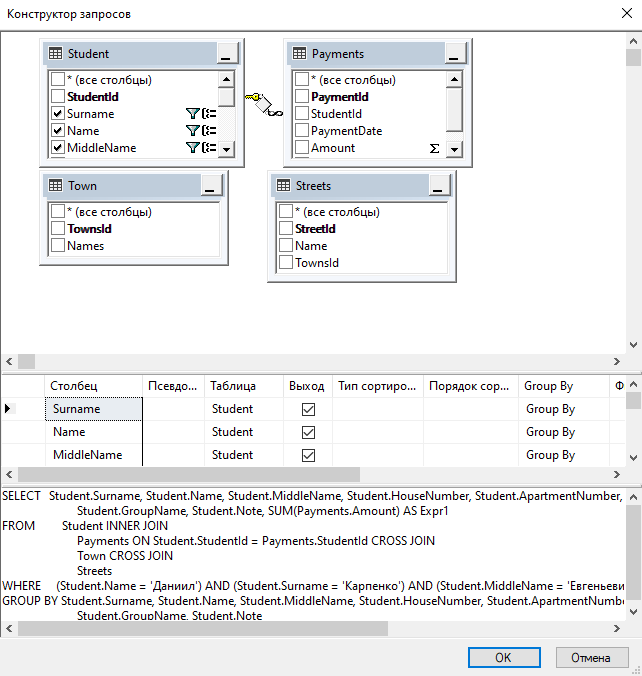 Конструктор запросов
Student
* (все столбцы)
StudentId
Surname
Name
MiddleName
Payments
* (все столбцы)
PaymentId
StudentId
PaymentDate
Amount
Town
* (все столбцы)
TownsId
Names
Streets
* (все столбцы)
StreetId
Name
TownsId
Столбец Псевдо... Таблица Выход Тип сортиро... Порядок сор... Group By Ф
Surname Student Group By
Name Student Group By
MiddleName Student Group By
SELECT Student.Surname, Student.Name, Student.MiddleName, Student.HouseNumber, Student.ApartmentNumber,
Student.GroupName, Student.Note, SUM(Payments.Amount) AS Expr1
FROM Student INNER JOIN
Payments ON Student.StudentId = Payments.StudentId CROSS JOIN
Town CROSS JOIN
Streets
WHERE (Student.Name = 'Даниил') AND (Student.Surname = 'Карпенко') AND (Student.MiddleName = 'Евгеньеви
GROUP BY Student.Surname, Student.Name, Student.MiddleName, Student.HouseNumber, Student.ApartmentNumbe
Student.GroupName, Student.Note
OK Отмена